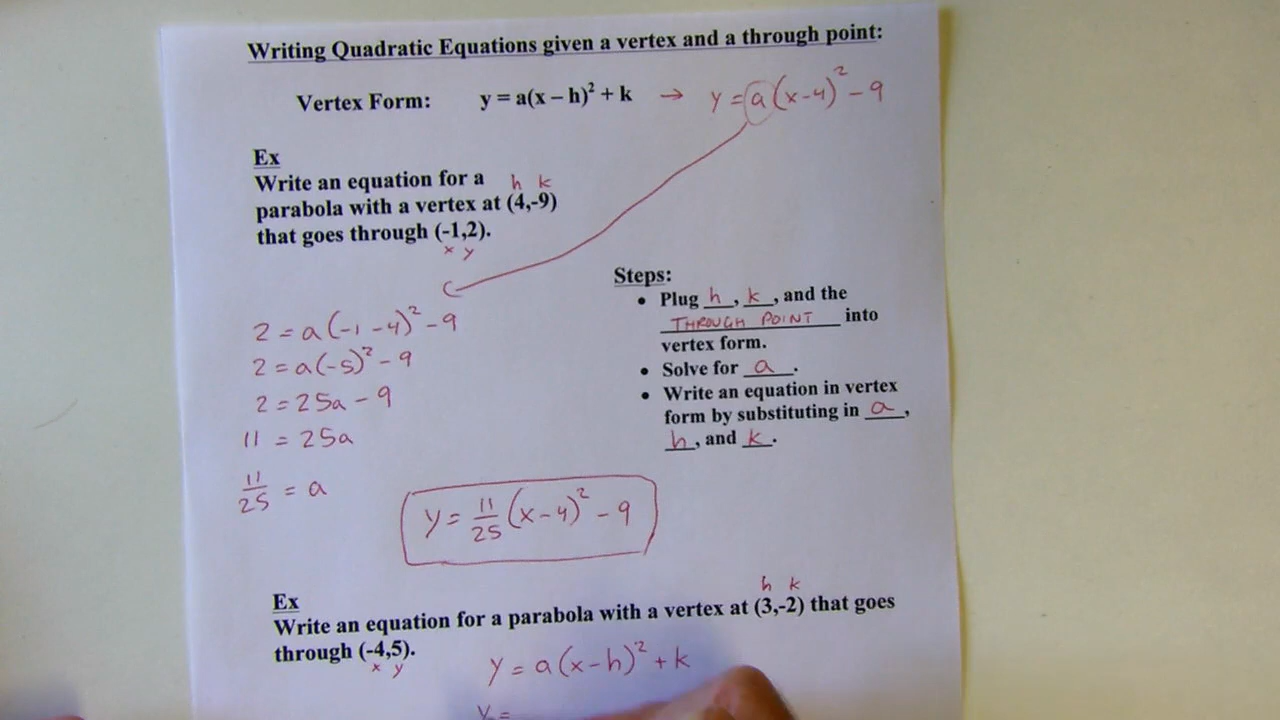 Writing Quadratic Equations given a vertex and a through point:
Vertex Form: y = a(x – h)² + k → y = a(x-4)² - 9
Ex
Write an equation for a
h k
parabola with a vertex at (4,-9)
that goes through (-1,2).
x y
2 = a(-1-4)² - 9
2 = a(-5)² - 9
2 = 25a - 9
11 = 25a
11/25 = a
y = 11/25 (x-4)² - 9
Steps:
• Plug h, k, and the
THROUGH POINT into
vertex form.
• Solve for a.
• Write an equation in vertex
form by substituting in a,
h, and k.
Ex
h k
Write an equation for a parabola with a vertex at (3,-2) that goes
through (-4,5).
x y
y = a(x-h)² + k
y =